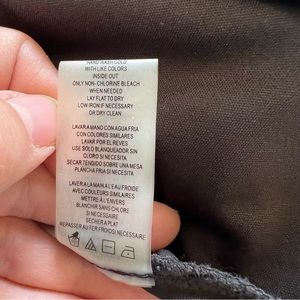 HAND WASH COLD
WITH LIKE COLORS
INSIDE OUT
ONLY NON-CHLORINE BLEACH
WHEN NEEDED
LAY FLAT TO DRY
LOW IRON IF NECESSARY
OR DRY CLEAN
LAVAR A MANO CON AGUA FRIA
CON COLORES SIMILARES
LAVAR POR EL REVES
USE SOLO BLANQUEADOR SIN
CLORO SI NECESITA
SECAR TENDIDO SOBRE UNA MESA
PLANCHA FRIA SI NECESITA
LAVER A LA MAIN A L'EAU FROIDE
AVEC COULEURS SIMILAIRES
METTRE À L'ENVERS
BLANCHIR SANS CHLORE
SI NECESSAIRE
SECHER A PLAT
REPASSER AU FER FROID SI NECESSAIRE